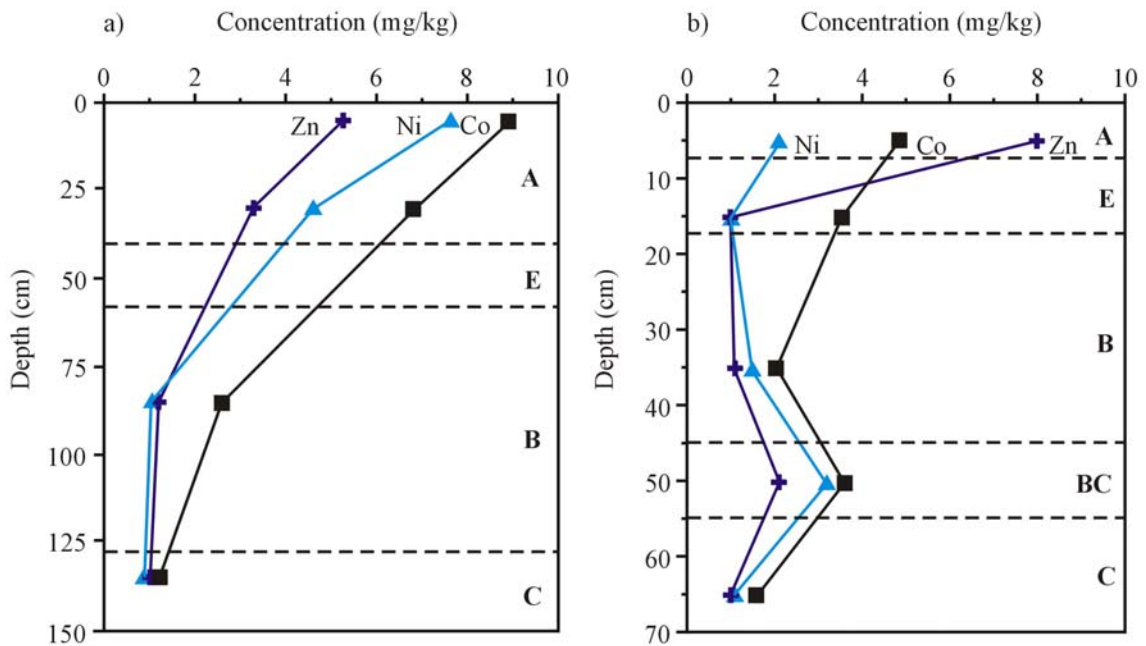 a) Concentration (mg/kg)
0 2 4 6 8 10
0
25
50
75
100
125
150
Depth (cm)
Zn Ni Co
A
E
B
C
b) Concentration (mg/kg)
0 2 4 6 8 10
0
10
20
30
40
50
60
70
Depth (cm)
Ni Co Zn
A
E
B
BC
C